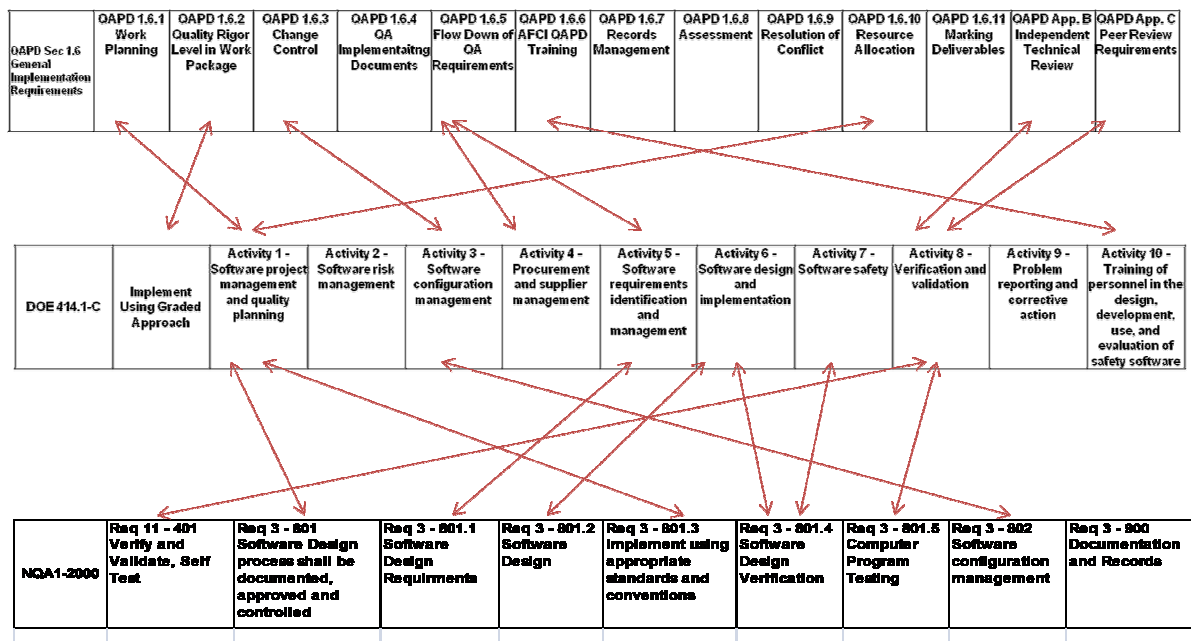 QAPD Sec 1.6
General
Implementation
Requirements
QAPD 1.6.1
Work
Planning
QAPD 1.6.2
Quality Rigor
Level in Work
Package
QAPD 1.6.3
Change
Control
QAPD 1.6.4
QA
Implementaitng
Documents
QAPD 1.6.5
Flow Down of
QA
Requirements
QAPD 1.6.6
AFCI QAPD
Training
QAPD 1.6.7
Records
Management
QAPD 1.6.8
Assessment
QAPD 1.6.9
Resolution of
Conflict
QAPD 1.6.10
Resource
Allocation
QAPD 1.6.11
Marking
Deliverables
QAPD App. B
Independent
Technical
Review
QAPD App. C
Peer Review
Requirements
DOE 414.1-C
Implement
Using Graded
Approach
Activity 1 -
Software project
management
and quality
planning
Activity 2 -
Software risk
management
Activity 3 -
Software
configuration
management
Activity 4 -
Procurement
and supplier
management
Activity 5 -
Software
requirements
identification
and
management
Activity 6 -
Software design
and
implementation
Activity 7 -
Software safety
Activity 8 -
Verification and
validation
Activity 9 -
Problem
reporting and
corrective
action
Activity 10 -
Training of
personnel in the
design,
development,
use, and
evaluation of
safety software
NQA1-2000
Req 11 - 401
Verify and
Validate, Self
Test
Req 3 - 801
Software Design
process shall be
documented,
approved and
controlled
Req 3 - 801.1
Software
Design
Requirments
Req 3 - 801.2
Software
Design
Req 3 - 801.3
Implement using
appropriate
standards and
conventions
Req 3 - 801.4
Software
Design
Verification
Req 3 - 801.5
Computer
Program
Testing
Req 3 - 802
Software
configuration
management
Req 3 - 900
Documentation
and Records